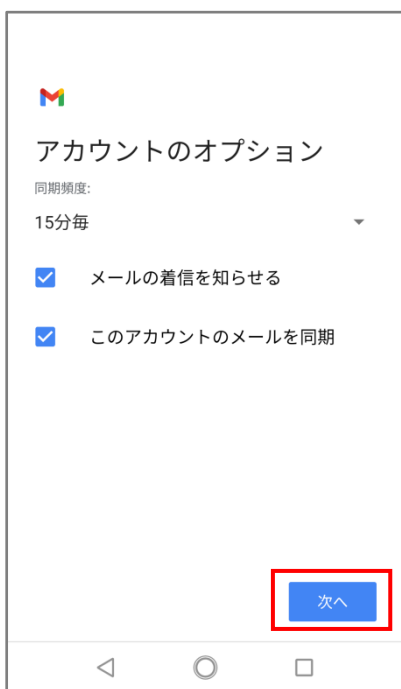 アカウントのオプション
同期頻度:
15分毎
メールの着信を知らせる
このアカウントのメールを同期
次へ